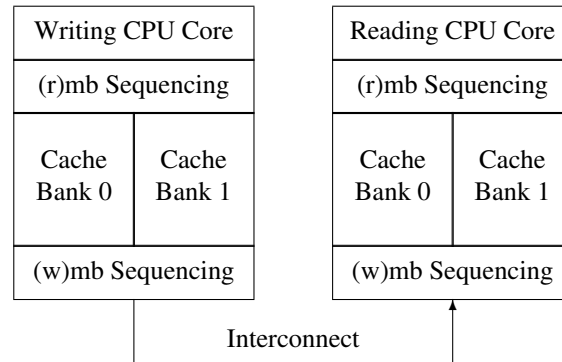 Writing CPU Core
Reading CPU Core
(r)mb Sequencing
(r)mb Sequencing
Cache
Bank 0
Cache
Bank 1
Cache
Bank 0
Cache
Bank 1
(w)mb Sequencing
(w)mb Sequencing
Interconnect